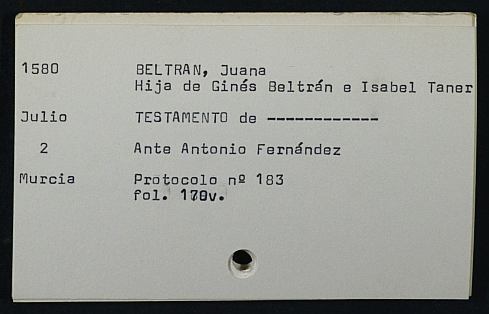 1580 BELTRAN, Juana
Hija de Ginés Beltrán e Isabel Taner
Julio TESTAMENTO de ------------
2 Ante Antonio Fernández
Murcia Protocolo nº 183
fol. 170v.